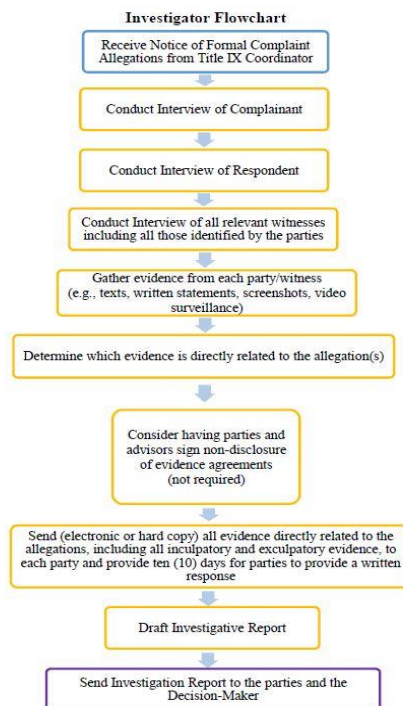 Investigator Flowchart
Receive Notice of Formal Complaint
Allegations from Title IX Coordinator
Conduct Interview of Complainant
Conduct Interview of Respondent
Conduct Interview of all relevant witnesses
including all those identified by the parties
Gather evidence from each party/witness
(e.g., texts, written statements, screenshots, video
surveillance)
Determine which evidence is directly related to the allegation(s)
Consider having parties and
advisors sign non-disclosure
of evidence agreements
(not required)
Send (electronic or hard copy) all evidence directly related to the
allegations, including all inculpatory and exculpatory evidence, to
each party and provide ten (10) days for parties to provide a written
response
Draft Investigative Report
Send Investigation Report to the parties and the
Decision-Maker